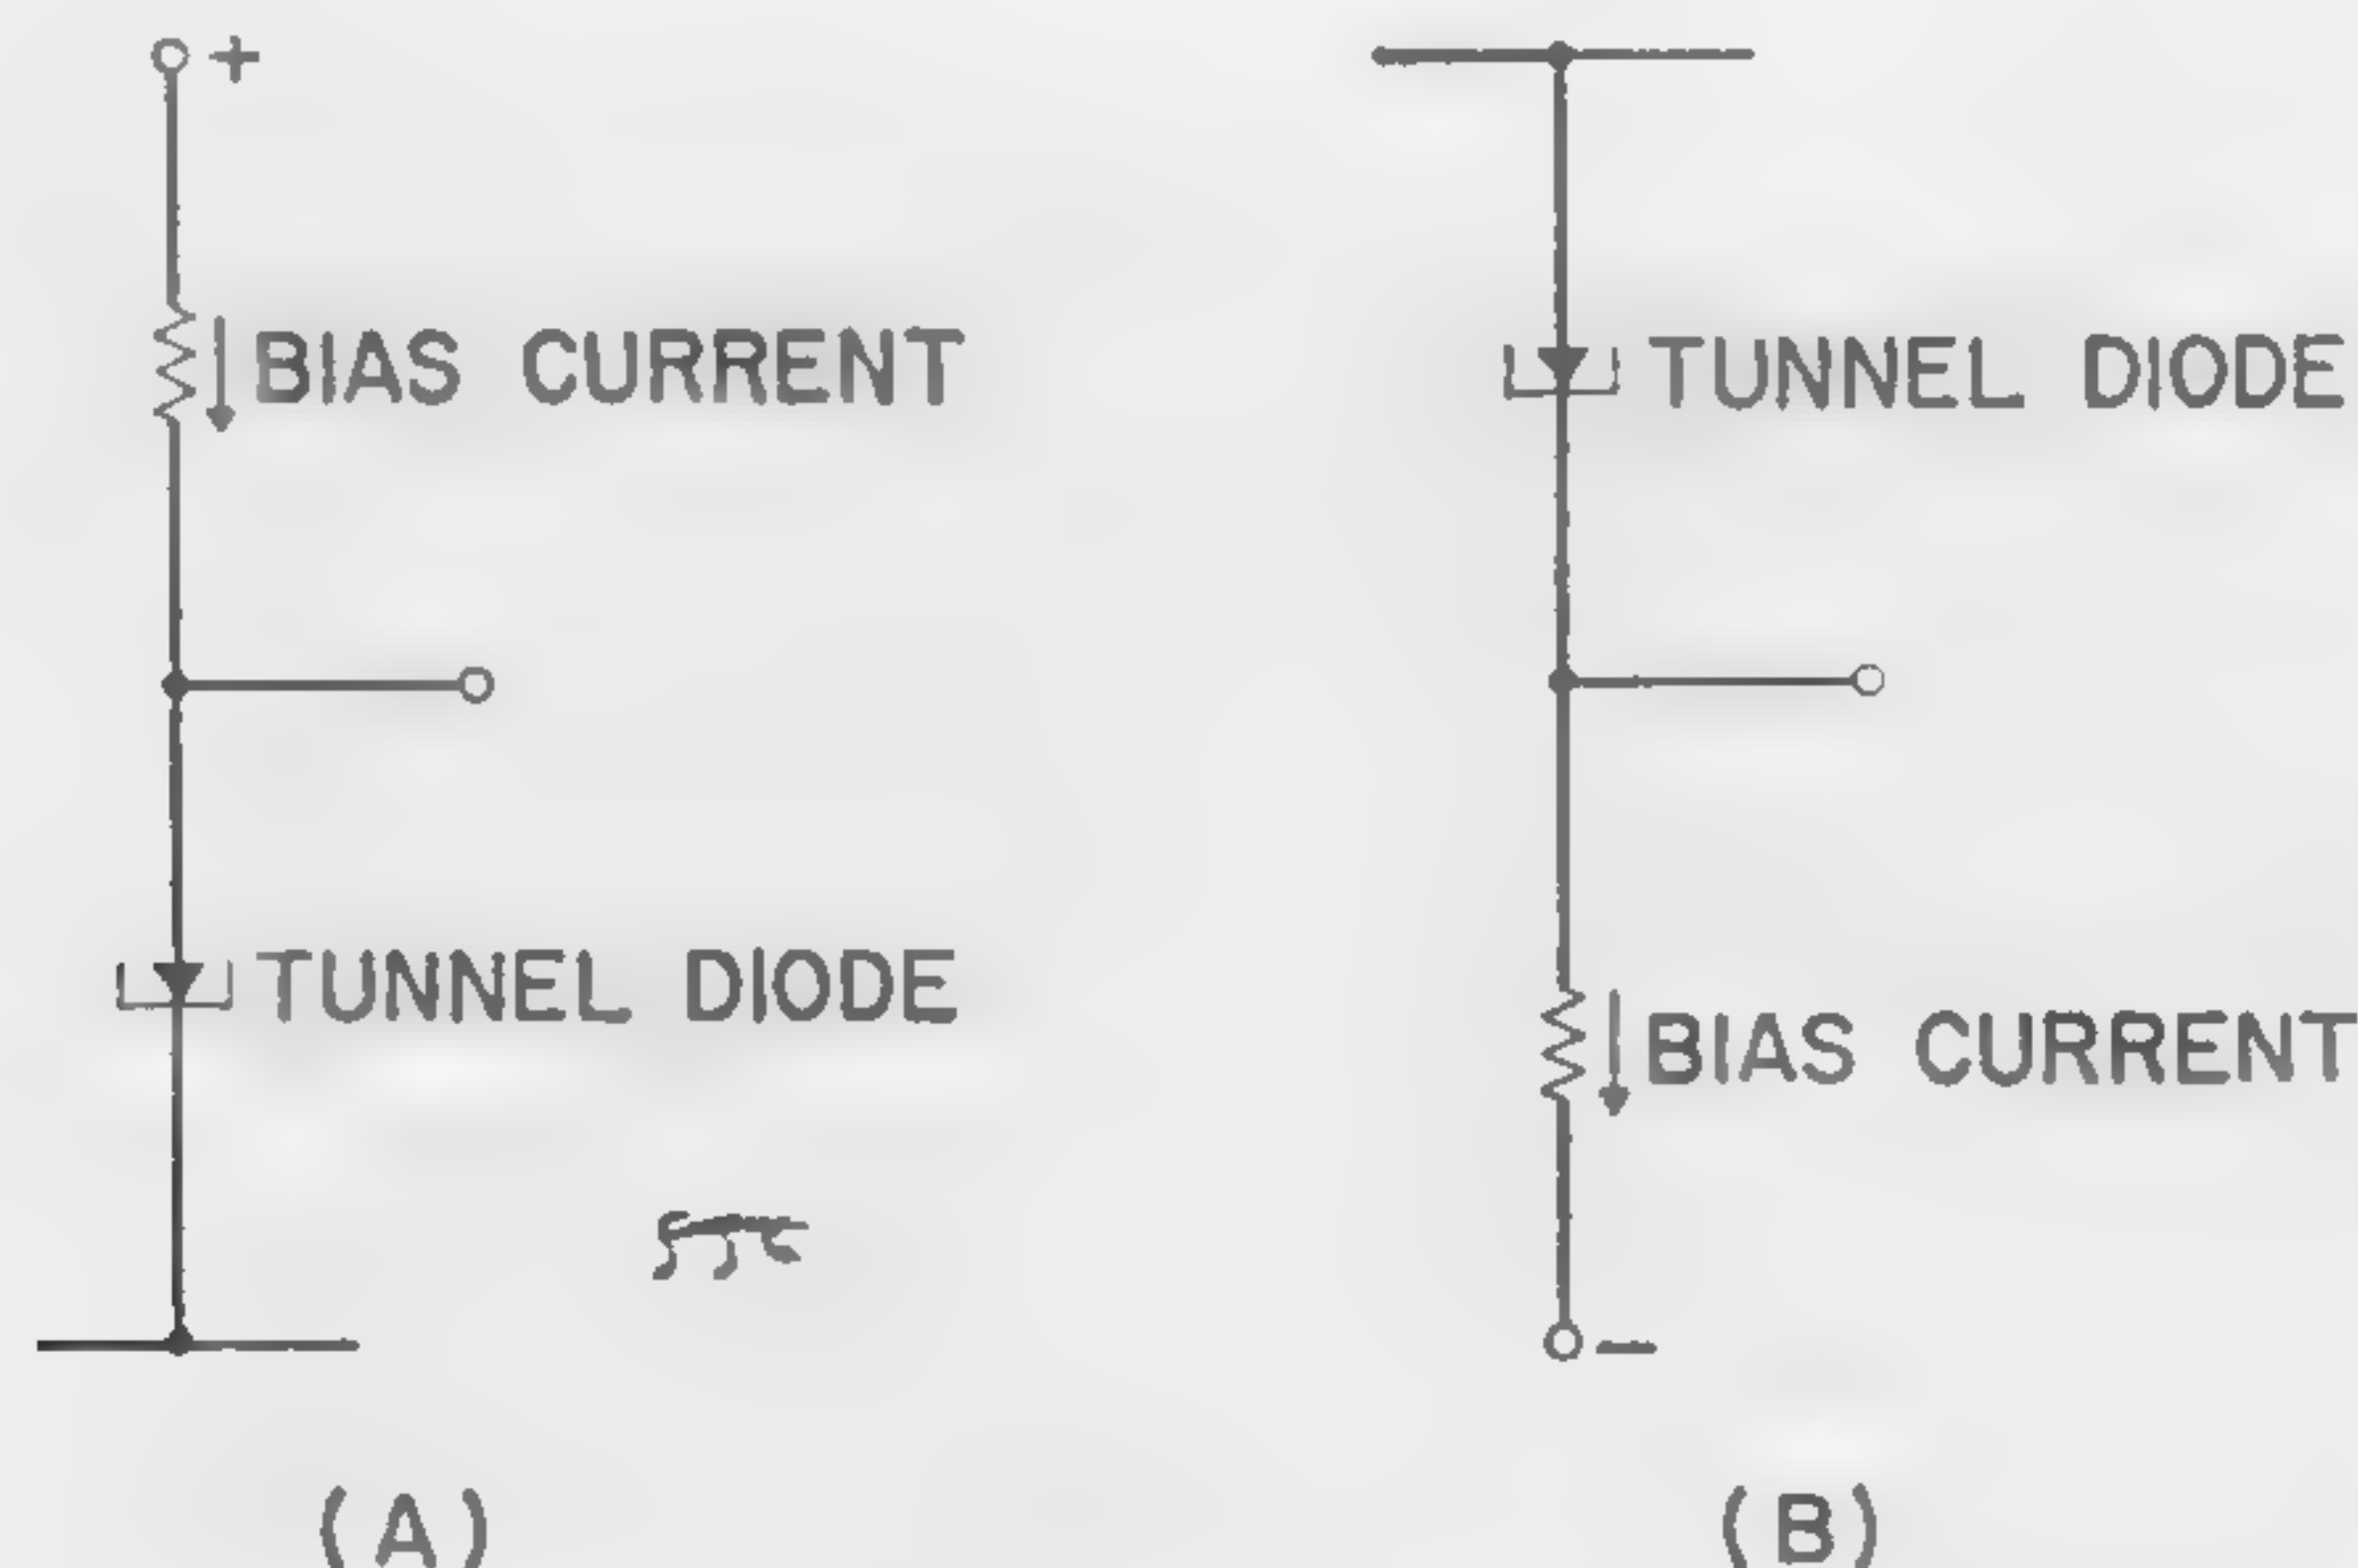 +
BIAS CURRENT
TUNNEL DIODE
(A)
TUNNEL DIODE
BIAS CURRENT
−
(B)